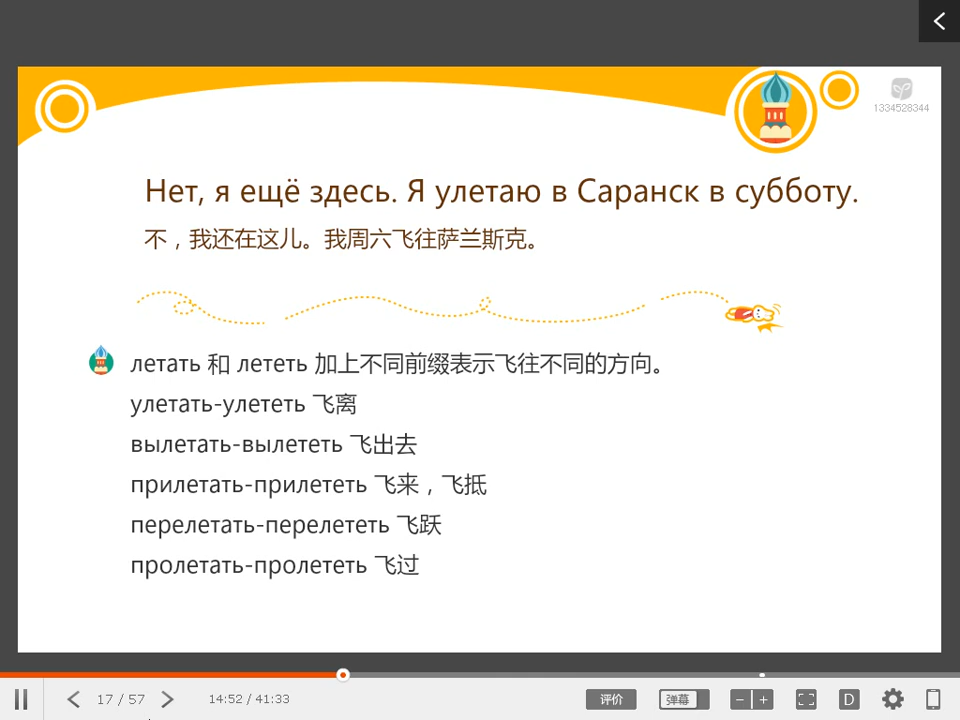 1334528344
Нет, я ещё здесь. Я улетаю в Саранск в субботу.
不，我还在这儿。我周六飞往萨兰斯克。
летать 和 лететь 加上不同前缀表示飞往不同的方向。
улетать-улететь 飞离
вылетать-вылететь 飞出去
прилетать-прилететь 飞来，飞抵
перелетать-перелететь 飞跃
пролетать-пролететь 飞过
17 / 57 14:52 / 41:33 评价 弹幕 D